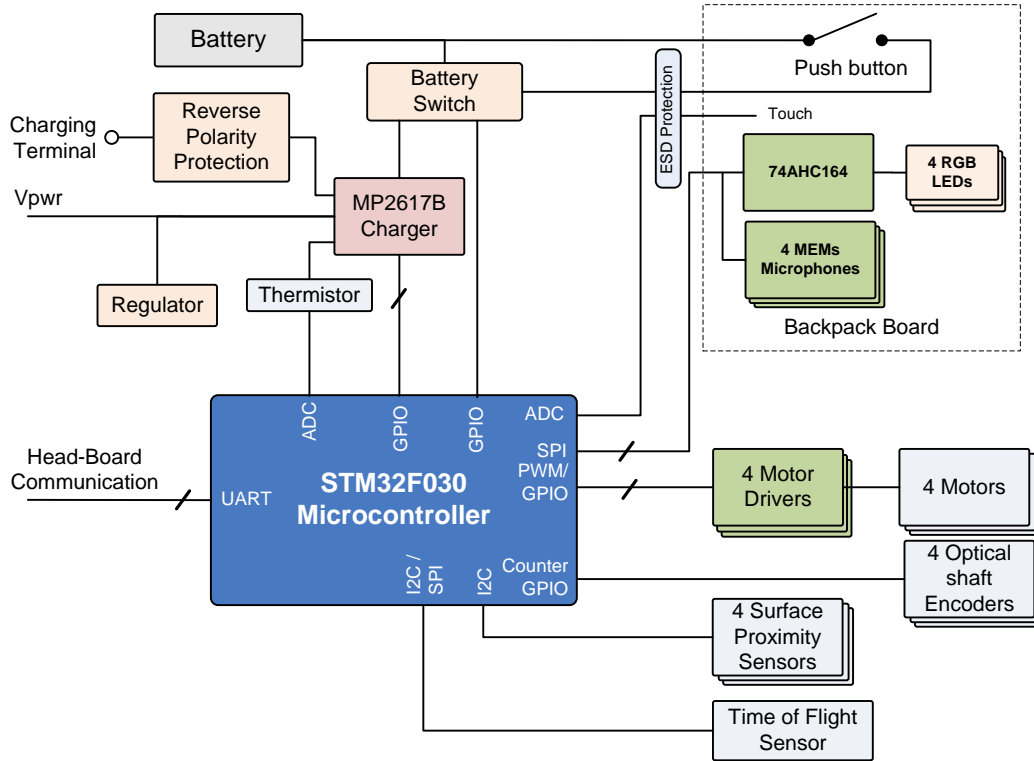 Battery
Push button
Battery
Switch
ESD Protection
Charging
Terminal
Reverse
Polarity
Protection
Touch
74AHC164
4 RGB
LEDs
Vpwr
MP2617B
Charger
4 MEMs
Microphones
Regulator
Thermistor
Backpack Board
ADC
GPIO
GPIO
ADC
SPI
PWM/
GPIO
Head-Board
Communication
UART
STM32F030
Microcontroller
4 Motor
Drivers
4 Motors
I2C /
SPI
I2C
Counter
GPIO
4 Optical
shaft
Encoders
4 Surface
Proximity
Sensors
Time of Flight
Sensor